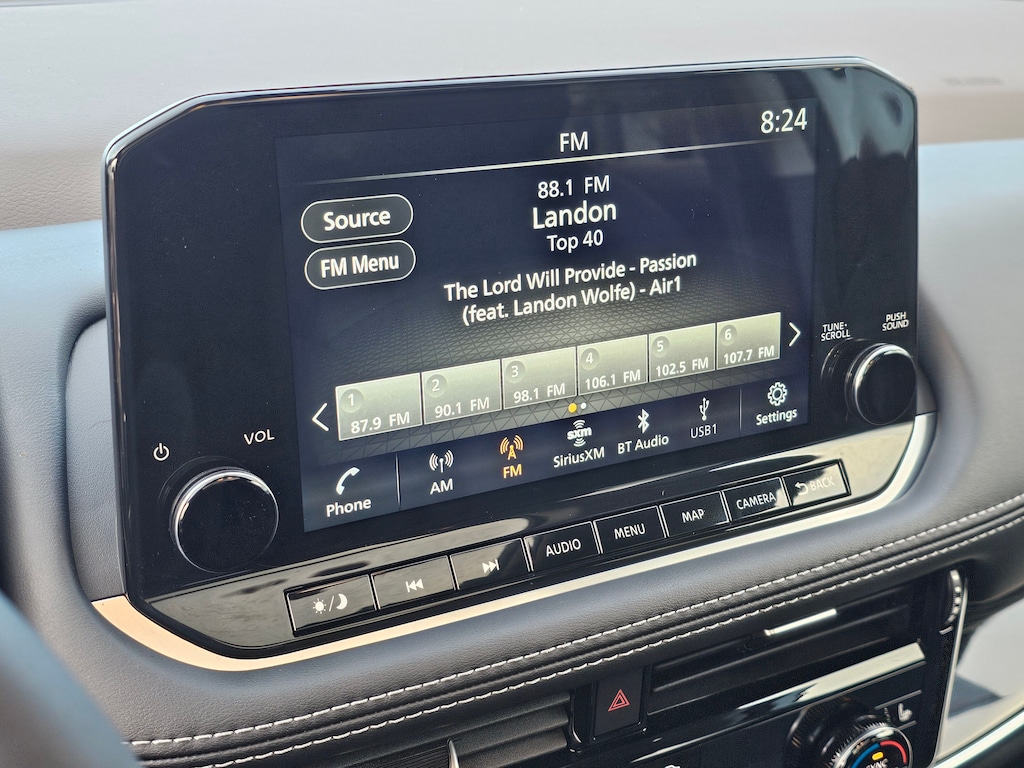 FM
8:24
88.1 FM
Source
Landon
Top 40
FM Menu
The Lord Will Provide - Passion
(feat. Landon Wolfe) - Air1
1
87.9 FM
2
90.1 FM
3
98.1 FM
4
106.1 FM
5
102.5 FM
6
107.7 FM
TUNE·
SCROLL
PUSH
SOUND
VOL
Phone
AM
FM
sxm
SiriusXM
BT Audio
USB1
Settings
AUDIO
MENU
MAP
CAMERA
BACK
SYNC